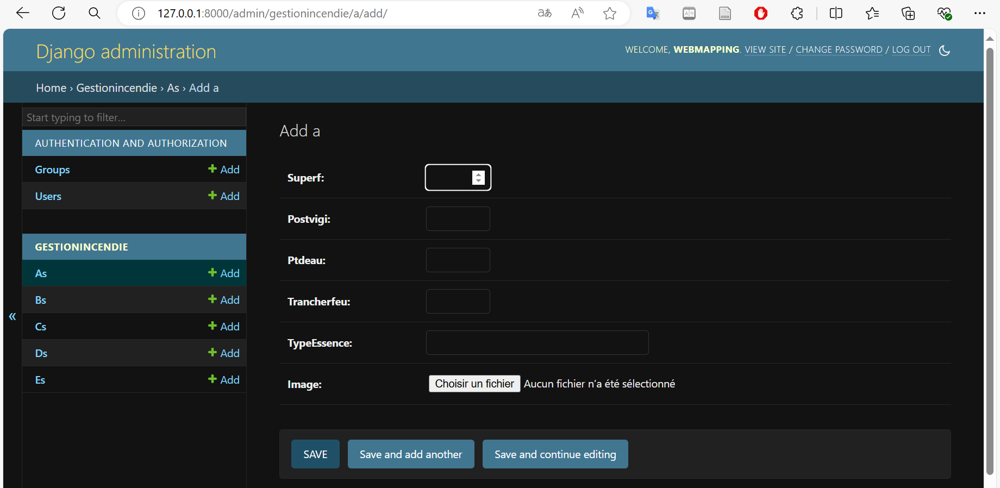 127.0.0.1:8000/admin/gestionincendie/a/add/
Django administration
WELCOME, WEBMAPPING. VIEW SITE / CHANGE PASSWORD / LOG OUT
Home › Gestionincendie › As › Add a
Start typing to filter...
AUTHENTICATION AND AUTHORIZATION
Groups + Add
Users + Add
GESTIONINCENDIE
As + Add
Bs + Add
Cs + Add
Ds + Add
Es + Add
«
Add a
Superf:
Postvigi:
Ptdeau:
Trancherfeu:
TypeEssence:
Image: Choisir un fichier Aucun fichier n’a été sélectionné
SAVE Save and add another Save and continue editing